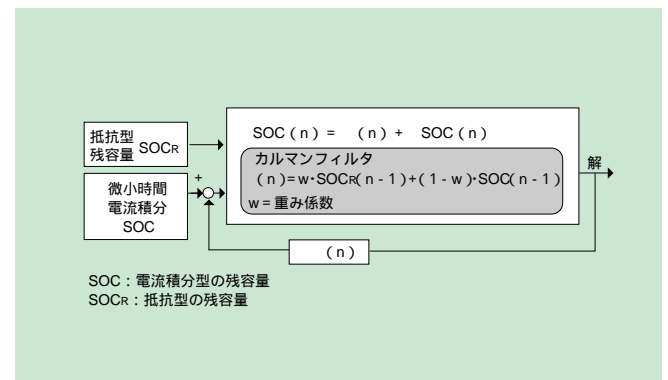 抵抗型
残容量 SOCR
微小時間
電流積分
SOC
+
SOC(n) = (n) + SOC(n)
カルマンフィルタ
(n)=w・SOCR(n-1)+(1-w)・SOC(n-1)
w=重み係数
解
(n)
SOC:電流積分型の残容量
SOCR:抵抗型の残容量